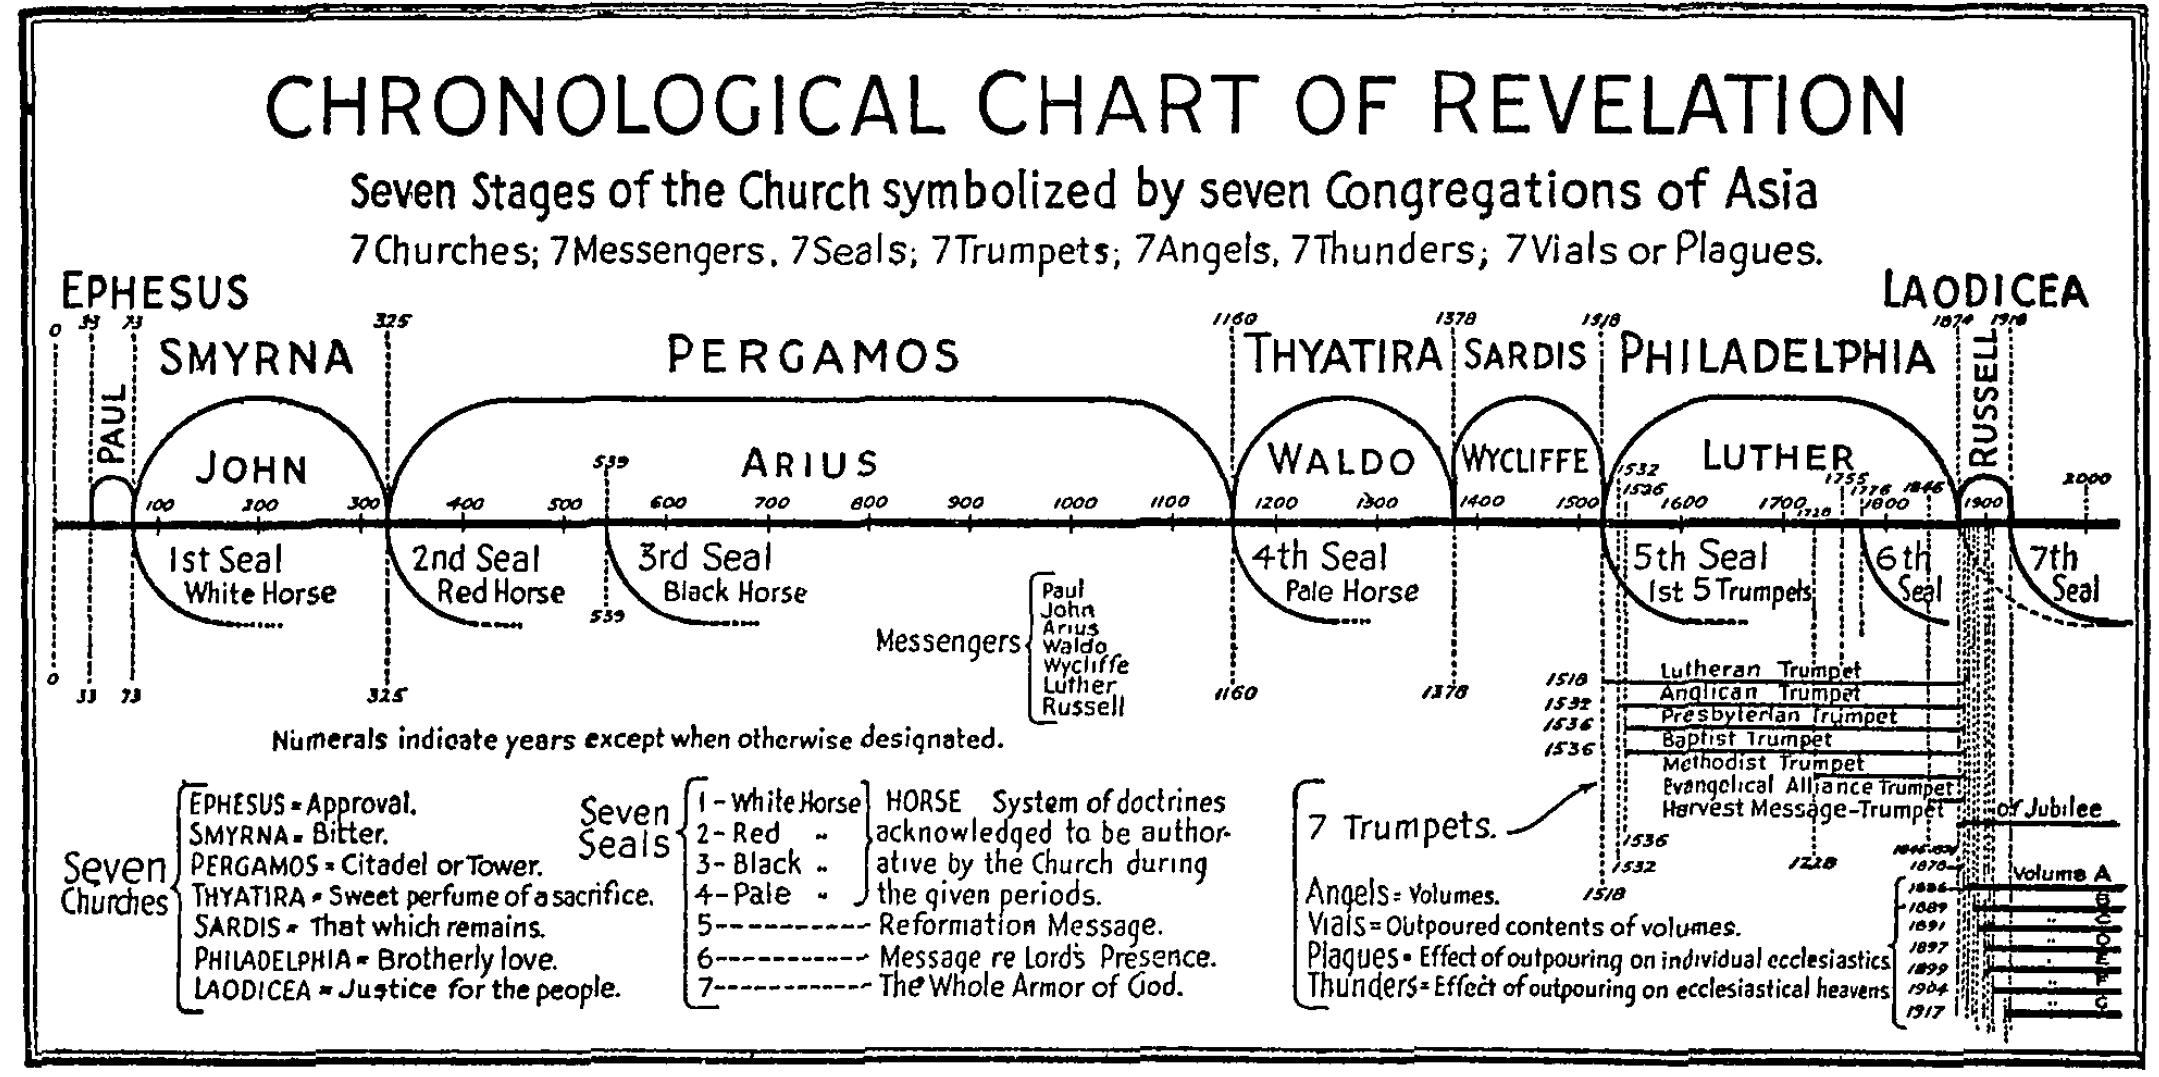 CHRONOLOGICAL CHART OF REVELATION
Seven Stages of the Church symbolized by seven Congregations of Asia
7 Churches; 7 Messengers. 7 Seals; 7 Trumpets; 7 Angels, 7 Thunders; 7 Vials or Plagues.
EPHESUS
LAODICEA
0 33 73 325 1160 1378 1518 1874 1918
SMYRNA PERGAMOS THYATIRA SARDIS PHILADELPHIA
PAUL
RUSSELL
JOHN ARIUS WALDO WYCLIFFE LUTHER
539 1532 1536 1755 1776 1846
100 200 300 400 500 600 700 800 900 1000 1100 1200 1300 1400 1500 1600 1700 1728 1800 1900 2000
1st Seal 2nd Seal 3rd Seal 4th Seal 5th Seal 6th Seal 7th Seal
White Horse Red Horse Black Horse Pale Horse 1st 5 Trumpets
539
Messengers
Paul
John
Arius
Waldo
Wycliffe
Luther
Russell
0 33 73 325 1160 1378
1518 Lutheran Trumpet
1532 Anglican Trumpet
1536 Presbyterian Trumpet
1536 Baptist Trumpet
Methodist Trumpet
Evangelical Alliance Trumpet
Harvest Message-Trumpet or Jubilee
Numerals indicate years except when otherwise designated.
Seven Churches
EPHESUS = Approval.
SMYRNA = Bitter.
PERGAMOS = Citadel or Tower.
THYATIRA = Sweet perfume of a sacrifice.
SARDIS = That which remains.
PHILADELPHIA = Brotherly love.
LAODICEA = Justice for the people.
Seven Seals
1 - White Horse
2 - Red "
3 - Black "
4 - Pale "
HORSE System of doctrines
acknowledged to be author-
ative by the Church during
the given periods.
5----------- Reformation Message.
6----------- Message re Lord's Presence.
7----------- The Whole Armor of God.
7 Trumpets.
1536
1532
1518
1728
1878
Angels = Volumes.
Vials = Outpoured contents of volumes.
Plagues = Effect of outpouring on individual ecclesiastics
Thunders = Effect of outpouring on ecclesiastical heavens
Volume A
1886
1889
1891
1897
1899
1904
1917